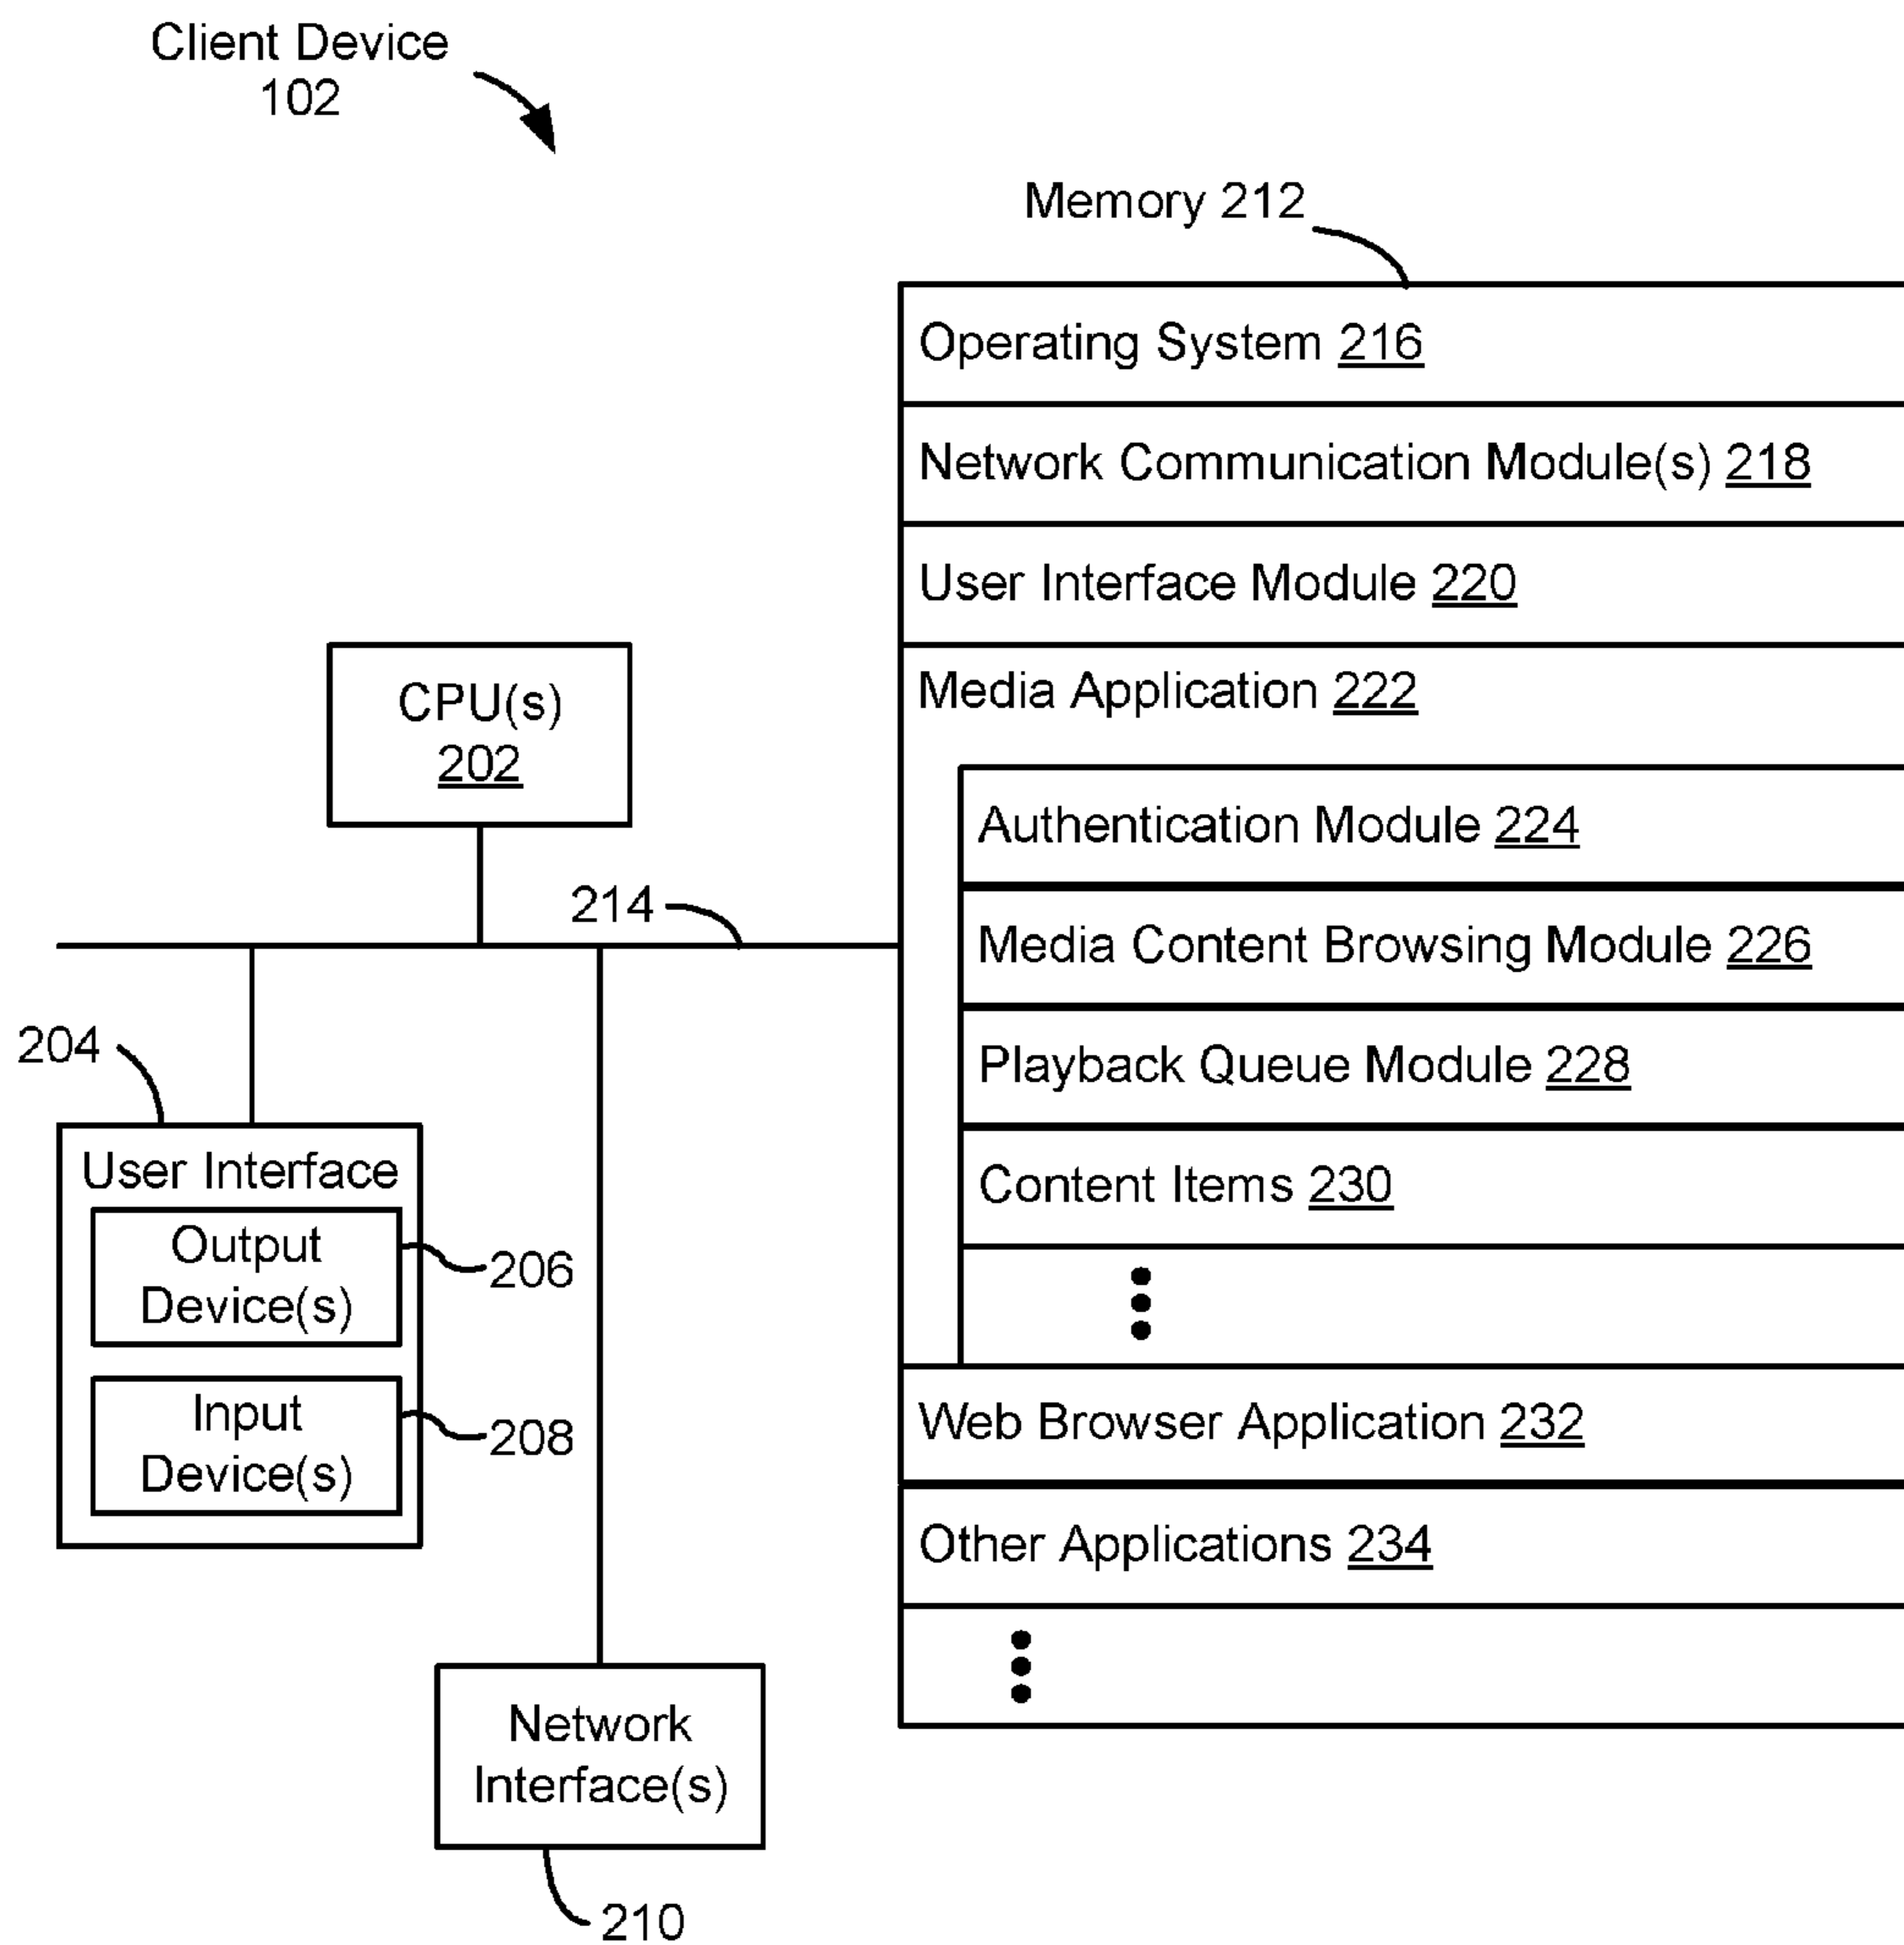 Client Device
102
Memory 212
Operating System 216
Network Communication Module(s) 218
User Interface Module 220
Media Application 222
Authentication Module 224
Media Content Browsing Module 226
Playback Queue Module 228
Content Items 230
Web Browser Application 232
Other Applications 234
CPU(s)
202
214
204
User Interface
Output
Device(s)
206
Input
Device(s)
208
Network
Interface(s)
210